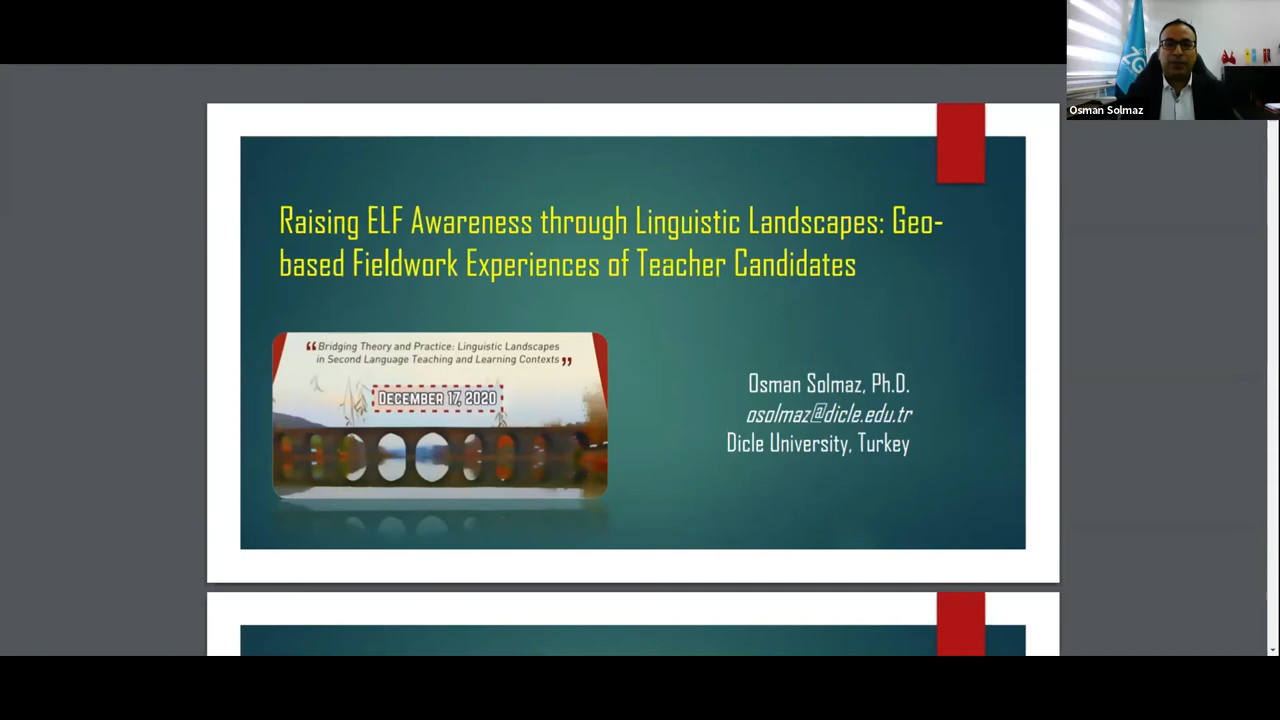 Osman Solmaz
Raising ELF Awareness through Linguistic Landscapes: Geo-
based Fieldwork Experiences of Teacher Candidates
❝Bridging Theory and Practice: Linguistic Landscapes
in Second Language Teaching and Learning Contexts❞
DECEMBER 17, 2020
Osman Solmaz, Ph.D.
osolmaz@dicle.edu.tr
Dicle University, Turkey